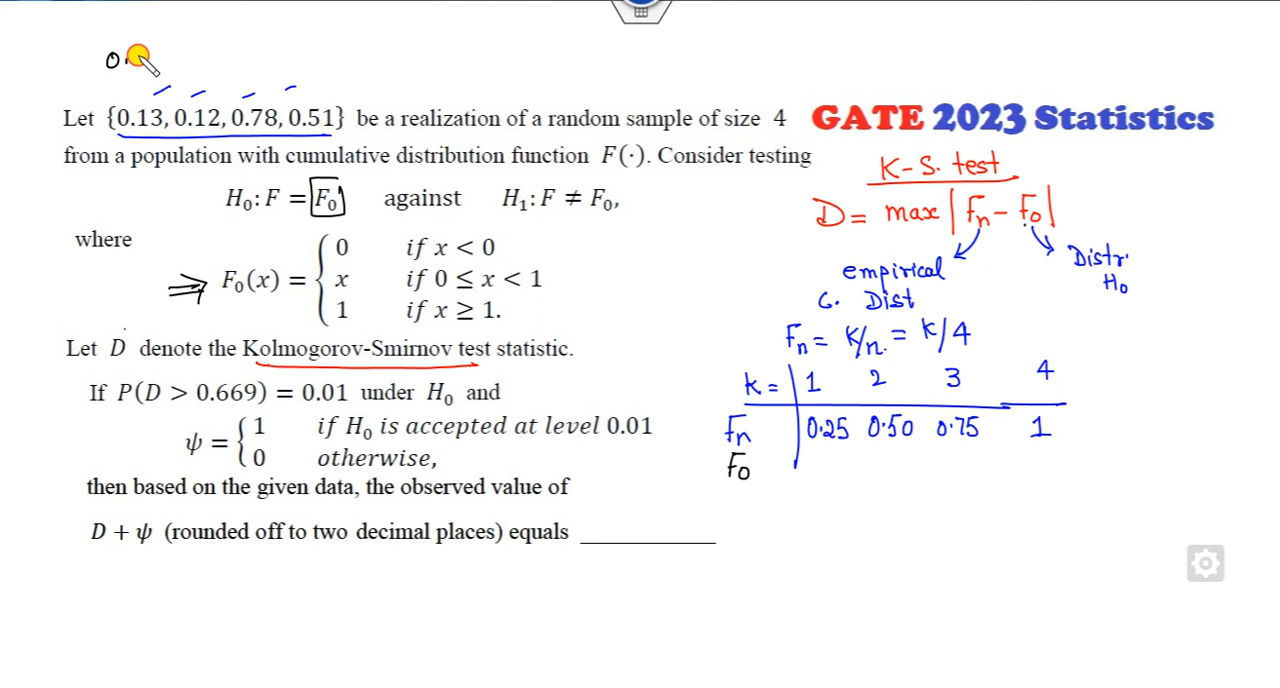 0.
Let {0.13, 0.12, 0.78, 0.51} be a realization of a random sample of size 4
from a population with cumulative distribution function F(·). Consider testing
H₀: F = F₀ against H₁: F ≠ F₀,
where
F₀(x) = { 0 if x < 0
x if 0 ≤ x < 1
1 if x ≥ 1.
Let D denote the Kolmogorov-Smirnov test statistic.
If P(D > 0.669) = 0.01 under H₀ and
ψ = { 1 if H₀ is accepted at level 0.01
0 otherwise,
then based on the given data, the observed value of
D + ψ (rounded off to two decimal places) equals
GATE 2023 Statistics
K-S. test
D = max | Fn - F₀ |
empirical
C. Dist
Distr.
H₀
Fn = K/n. = K/4
k = 1 2 3 4
Fn 0.25 0.50 0.75 1
F₀